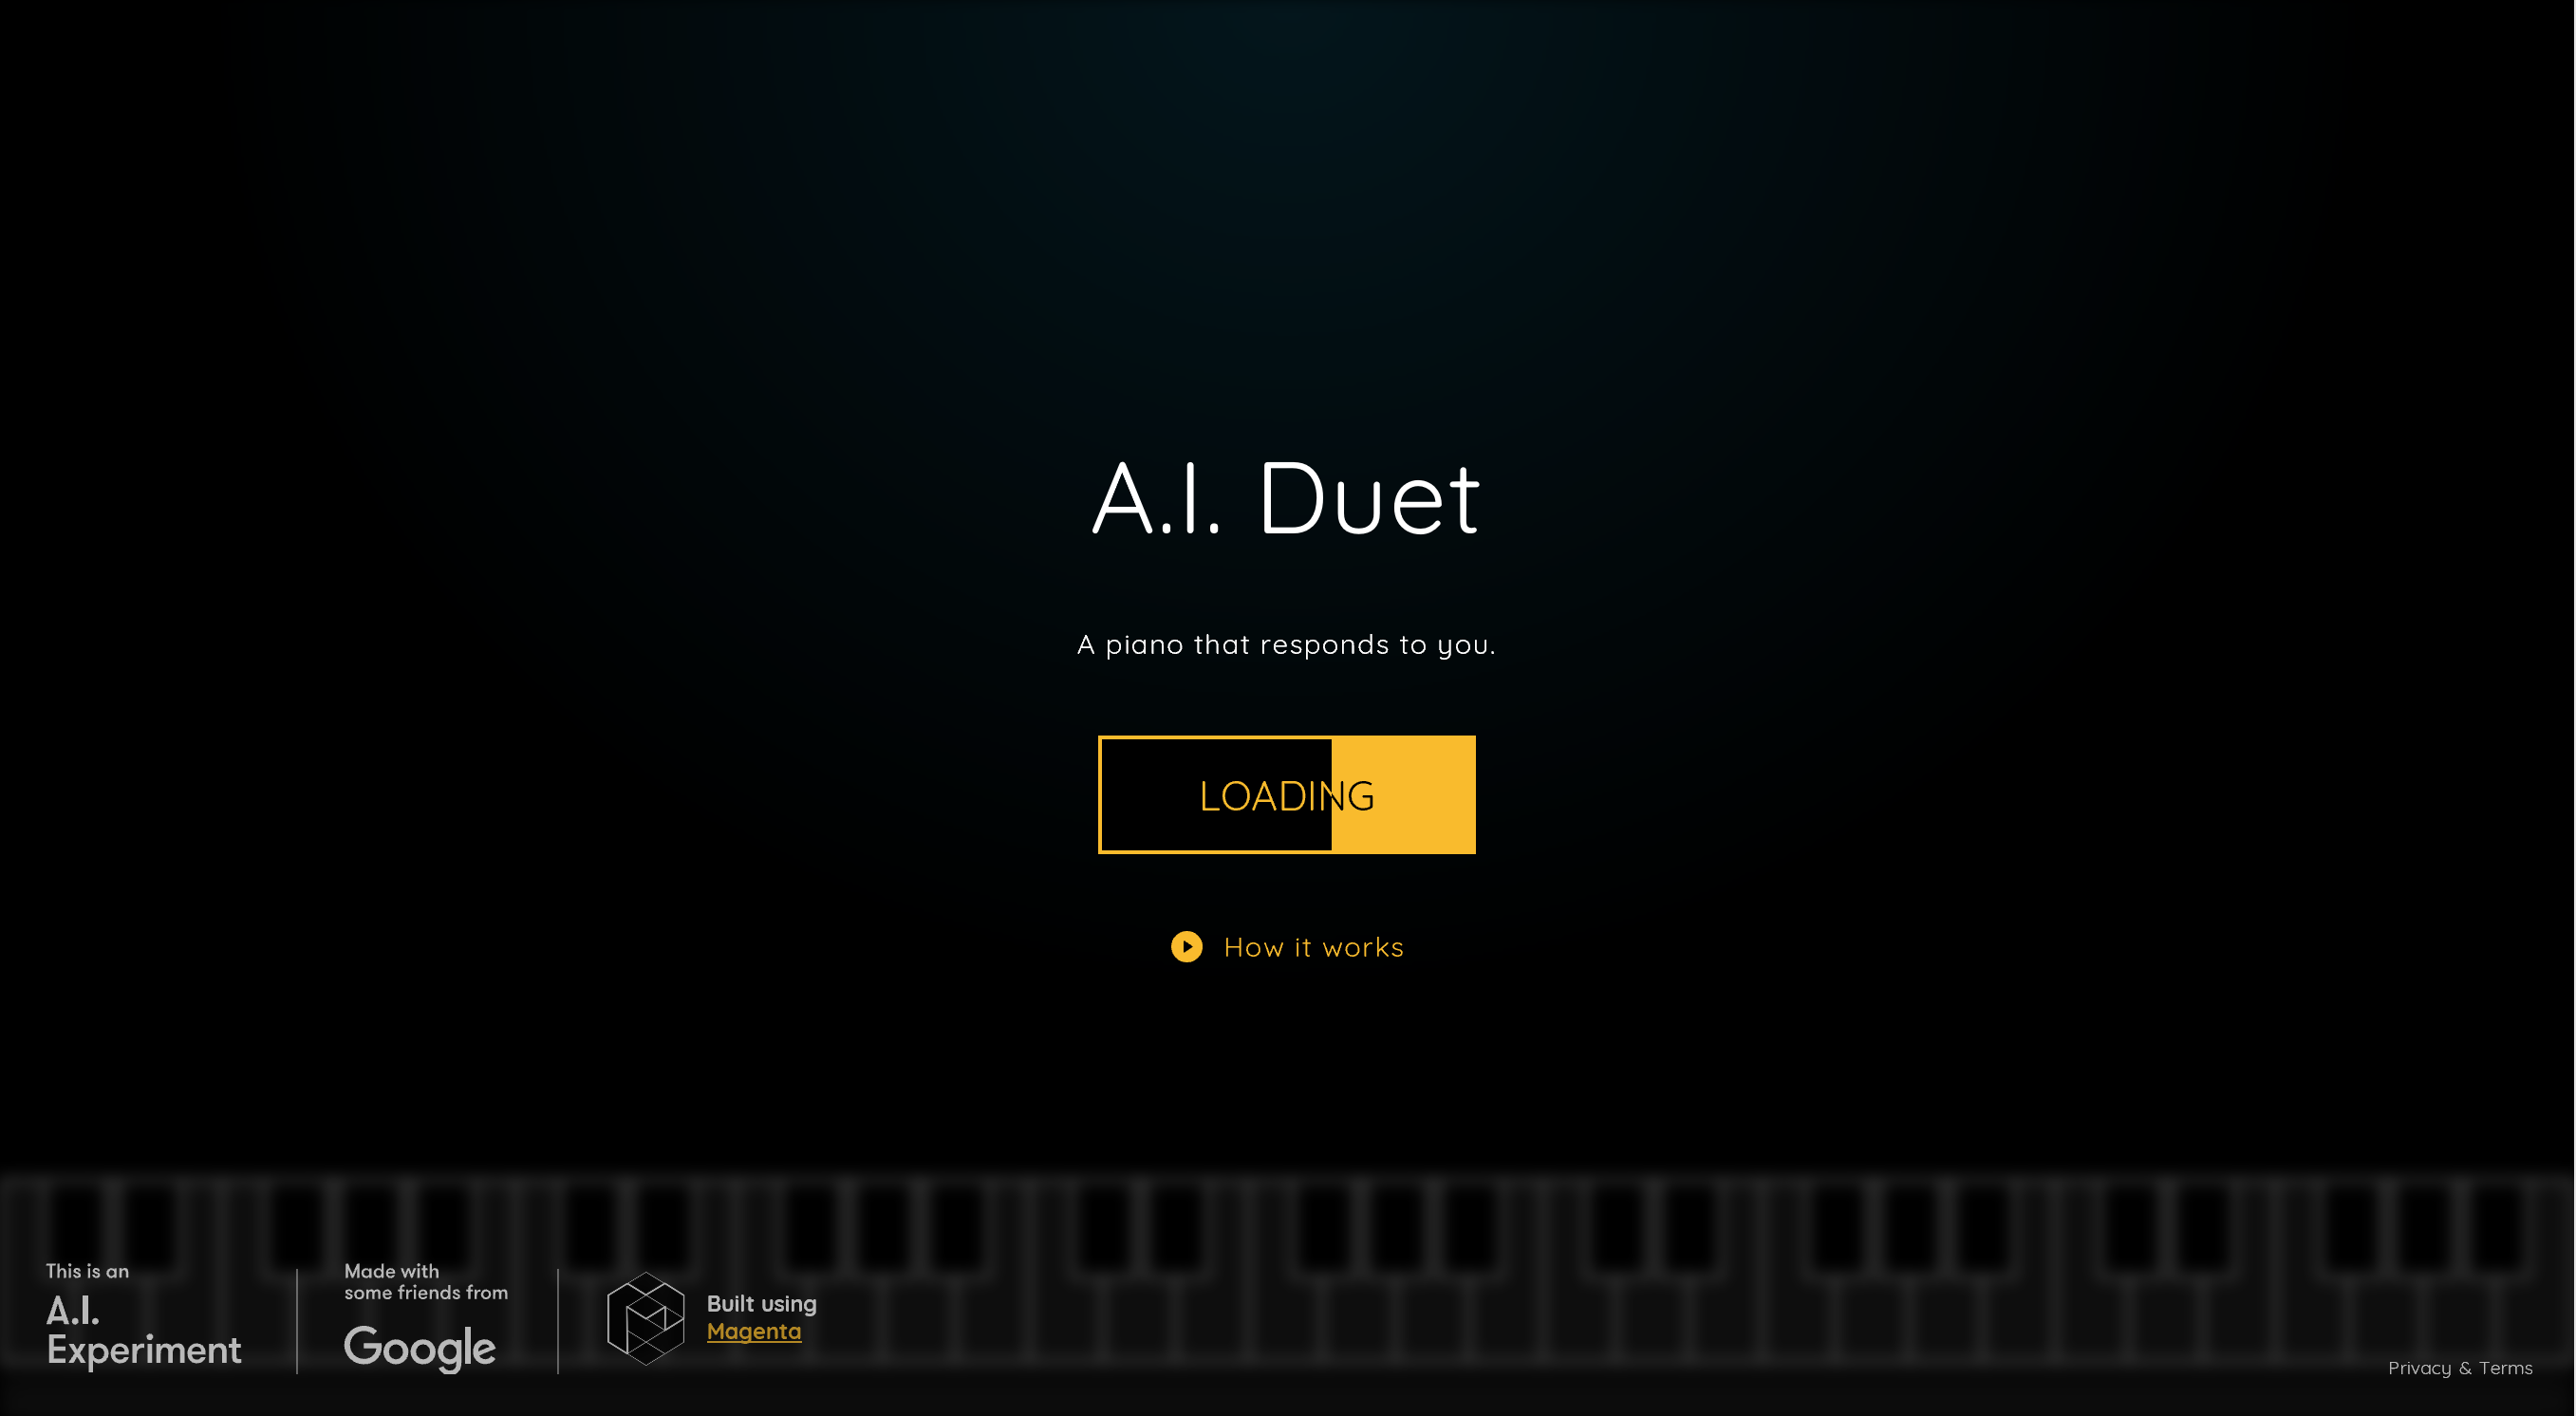 A.I. Duet
A piano that responds to you.
LOADING
How it works
This is an
A.I.
Experiment
Made with
some friends from
Google
Built using
Magenta
Privacy & Terms